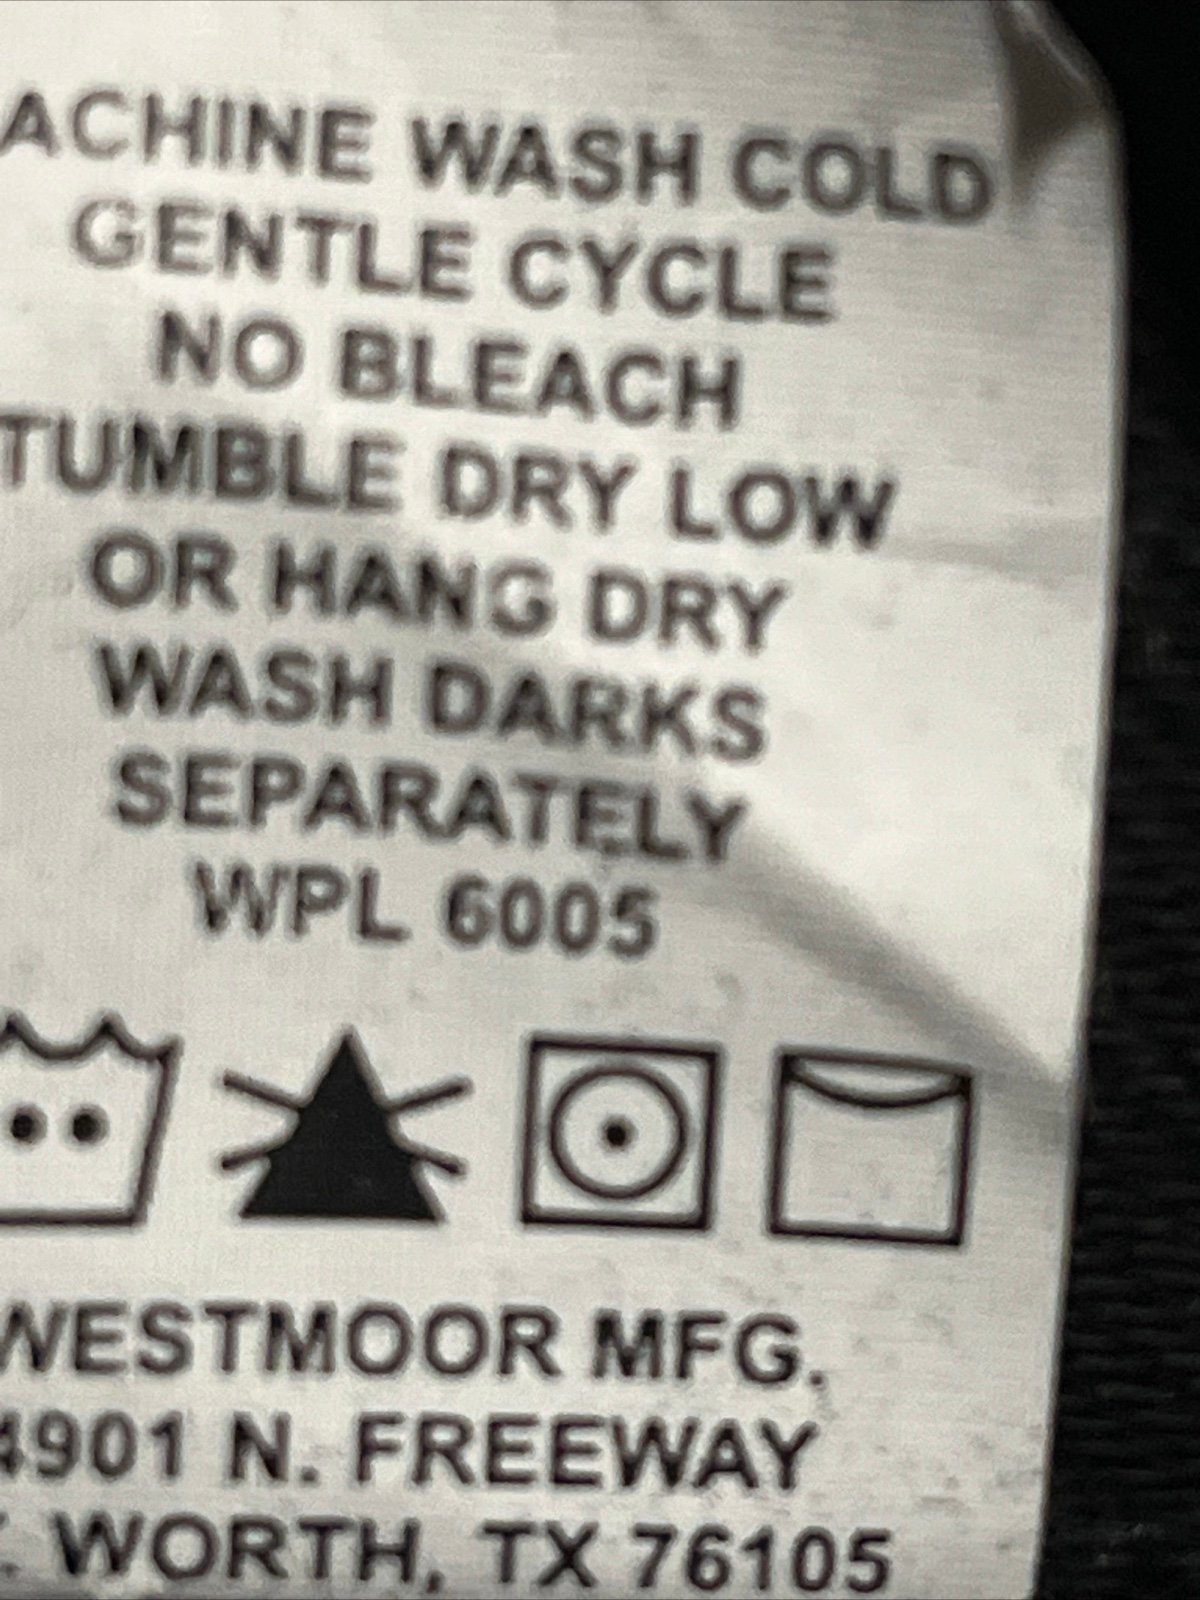 ACHINE WASH COLD
GENTLE CYCLE
NO BLEACH
TUMBLE DRY LOW
OR HANG DRY
WASH DARKS
SEPARATELY
WPL 6005
WESTMOOR MFG.
4901 N. FREEWAY
. WORTH, TX 76105